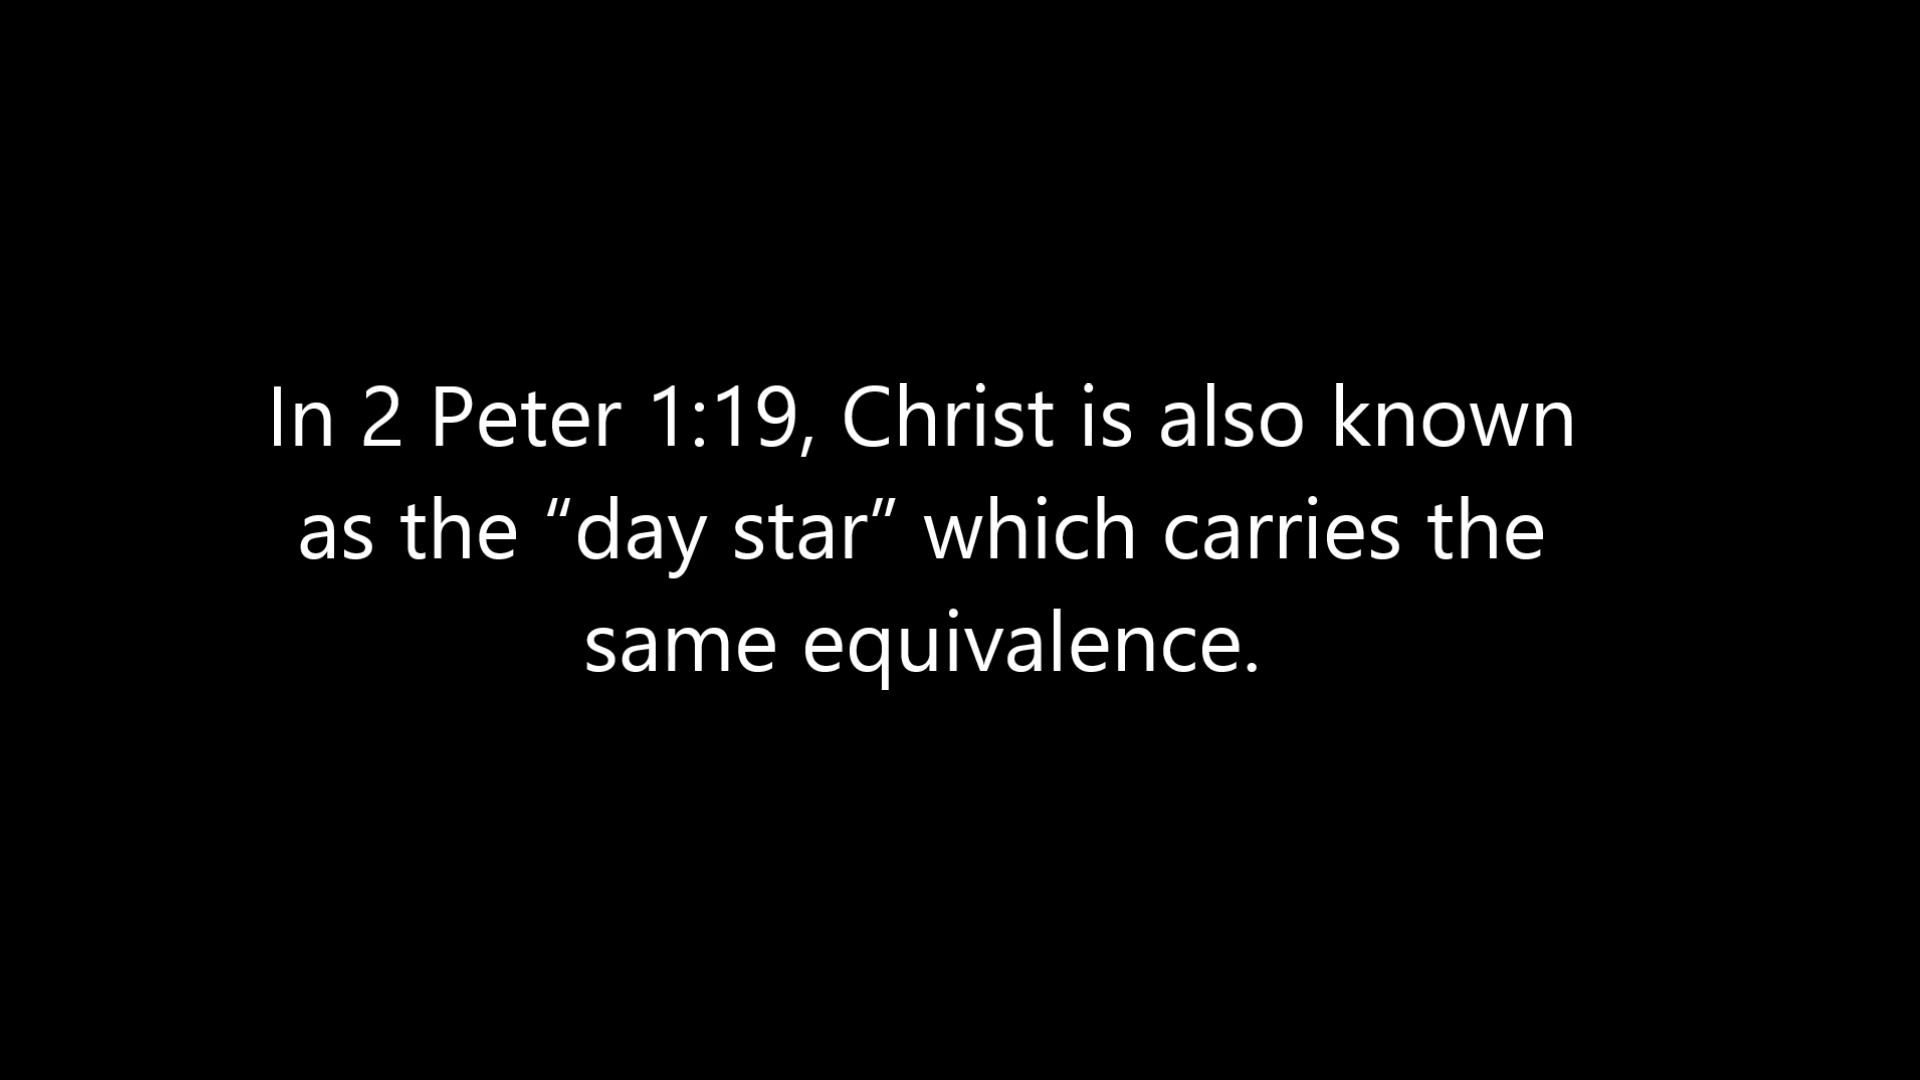 In 2 Peter 1:19, Christ is also known
as the “day star” which carries the
same equivalence.